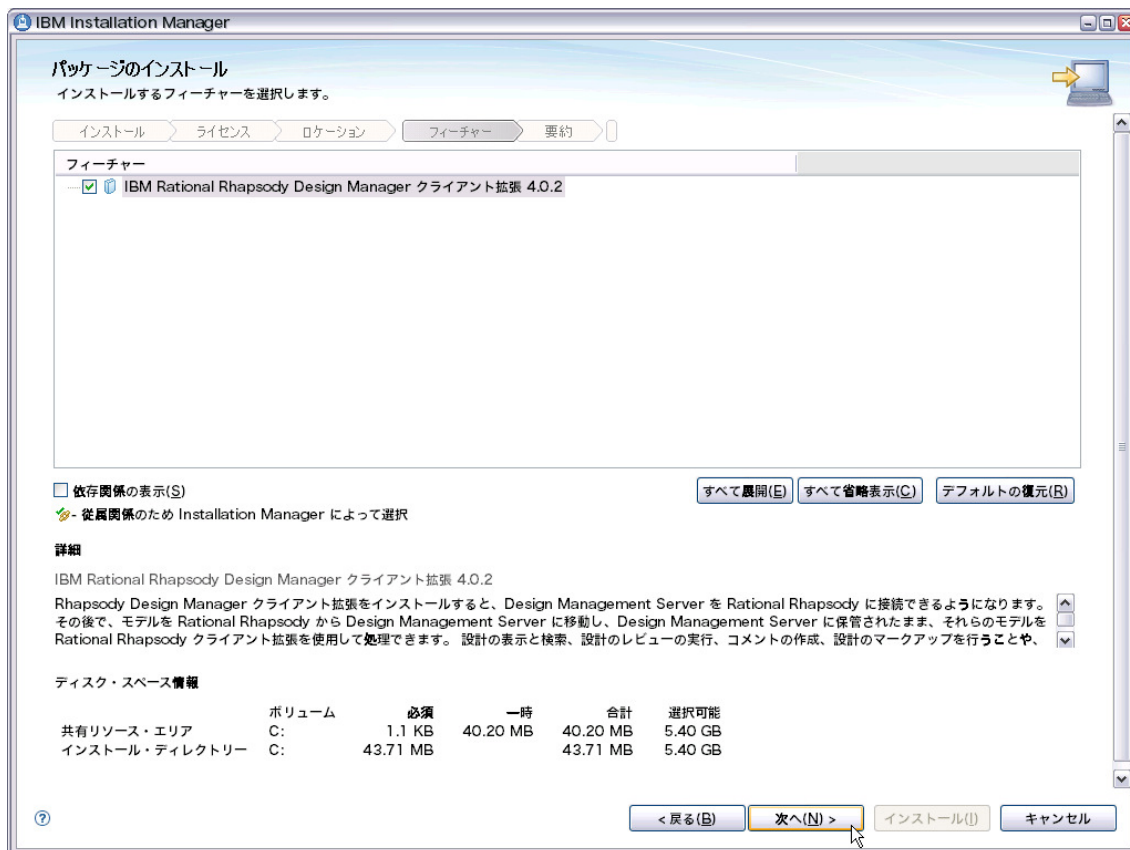 IBM Installation Manager
パッケージのインストール
インストールするフィーチャーを選択します。
インストール ライセンス ロケーション フィーチャー 要約
フィーチャー
IBM Rational Rhapsody Design Manager クライアント拡張 4.0.2
依存関係の表示(S) すべて展開(E) すべて省略表示(C) デフォルトの復元(R)
- 従属関係のため Installation Manager によって選択
詳細
IBM Rational Rhapsody Design Manager クライアント拡張 4.0.2
Rhapsody Design Manager クライアント拡張をインストールすると、Design Management Server を Rational Rhapsody に接続できるようになります。
その後で、モデルを Rational Rhapsody から Design Management Server に移動し、Design Management Server に保管されたまま、それらのモデルを
Rational Rhapsody クライアント拡張を使用して処理できます。 設計の表示と検索、設計のレビューの実行、コメントの作成、設計のマークアップを行うことや、
ディスク・スペース情報
ボリューム 必須 一時 合計 選択可能
共有リソース・エリア C: 1.1 KB 40.20 MB 40.20 MB 5.40 GB
インストール・ディレクトリー C: 43.71 MB 43.71 MB 5.40 GB
? < 戻る(B) 次へ(N) > インストール(I) キャンセル